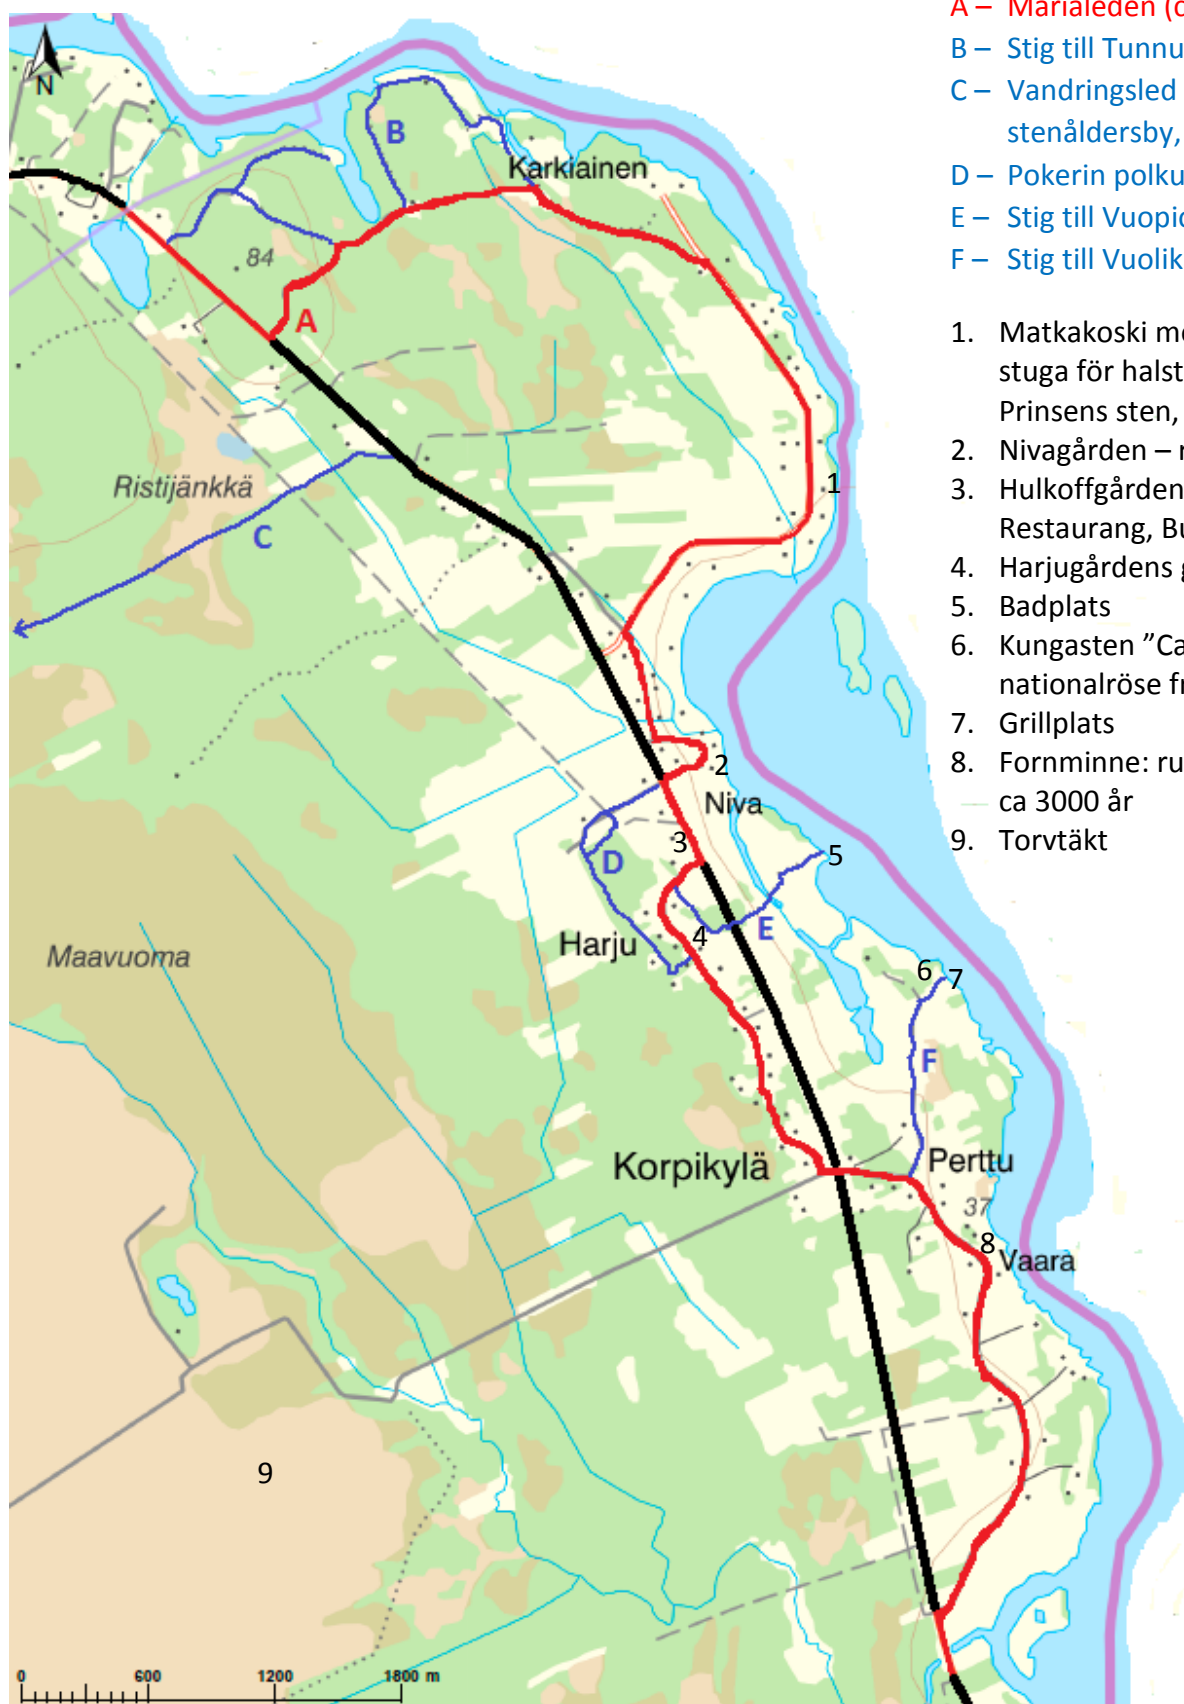 A – Marialeden (o
B – Stig till Tunnu
C – Vandringsled
stenåldersby,
D – Pokerin polku
E – Stig till Vuopio
F – Stig till Vuolik
1. Matkakoski me
stuga för halst
Prinsens sten,
2. Nivagården – r
3. Hulkoffgården
Restaurang, Bu
4. Harjugårdens g
5. Badplats
6. Kungasten ”Ca
nationalröse fr
7. Grillplats
8. Fornminne: ru
ca 3000 år
9. Torvtäkt
N
B
Karkiainen
84
A
Ristijänkkä
1
C
2
Niva
3
D
5
4
E
Harju
Maavuoma
6
7
F
Korpikylä
Perttu
37
8
Vaara
9
0 600 1200 1800 m